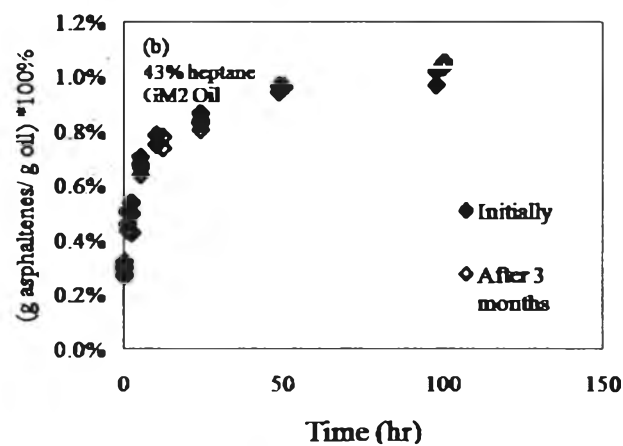 1.2%
1.0%
0.8%
0.6%
0.4%
0.2%
0.0%
(g asphaltenes/ g oil) *100%
(b)
43% heptane
GM2 Oil
Initially
After 3
months
0
50
100
150
Time (hr)